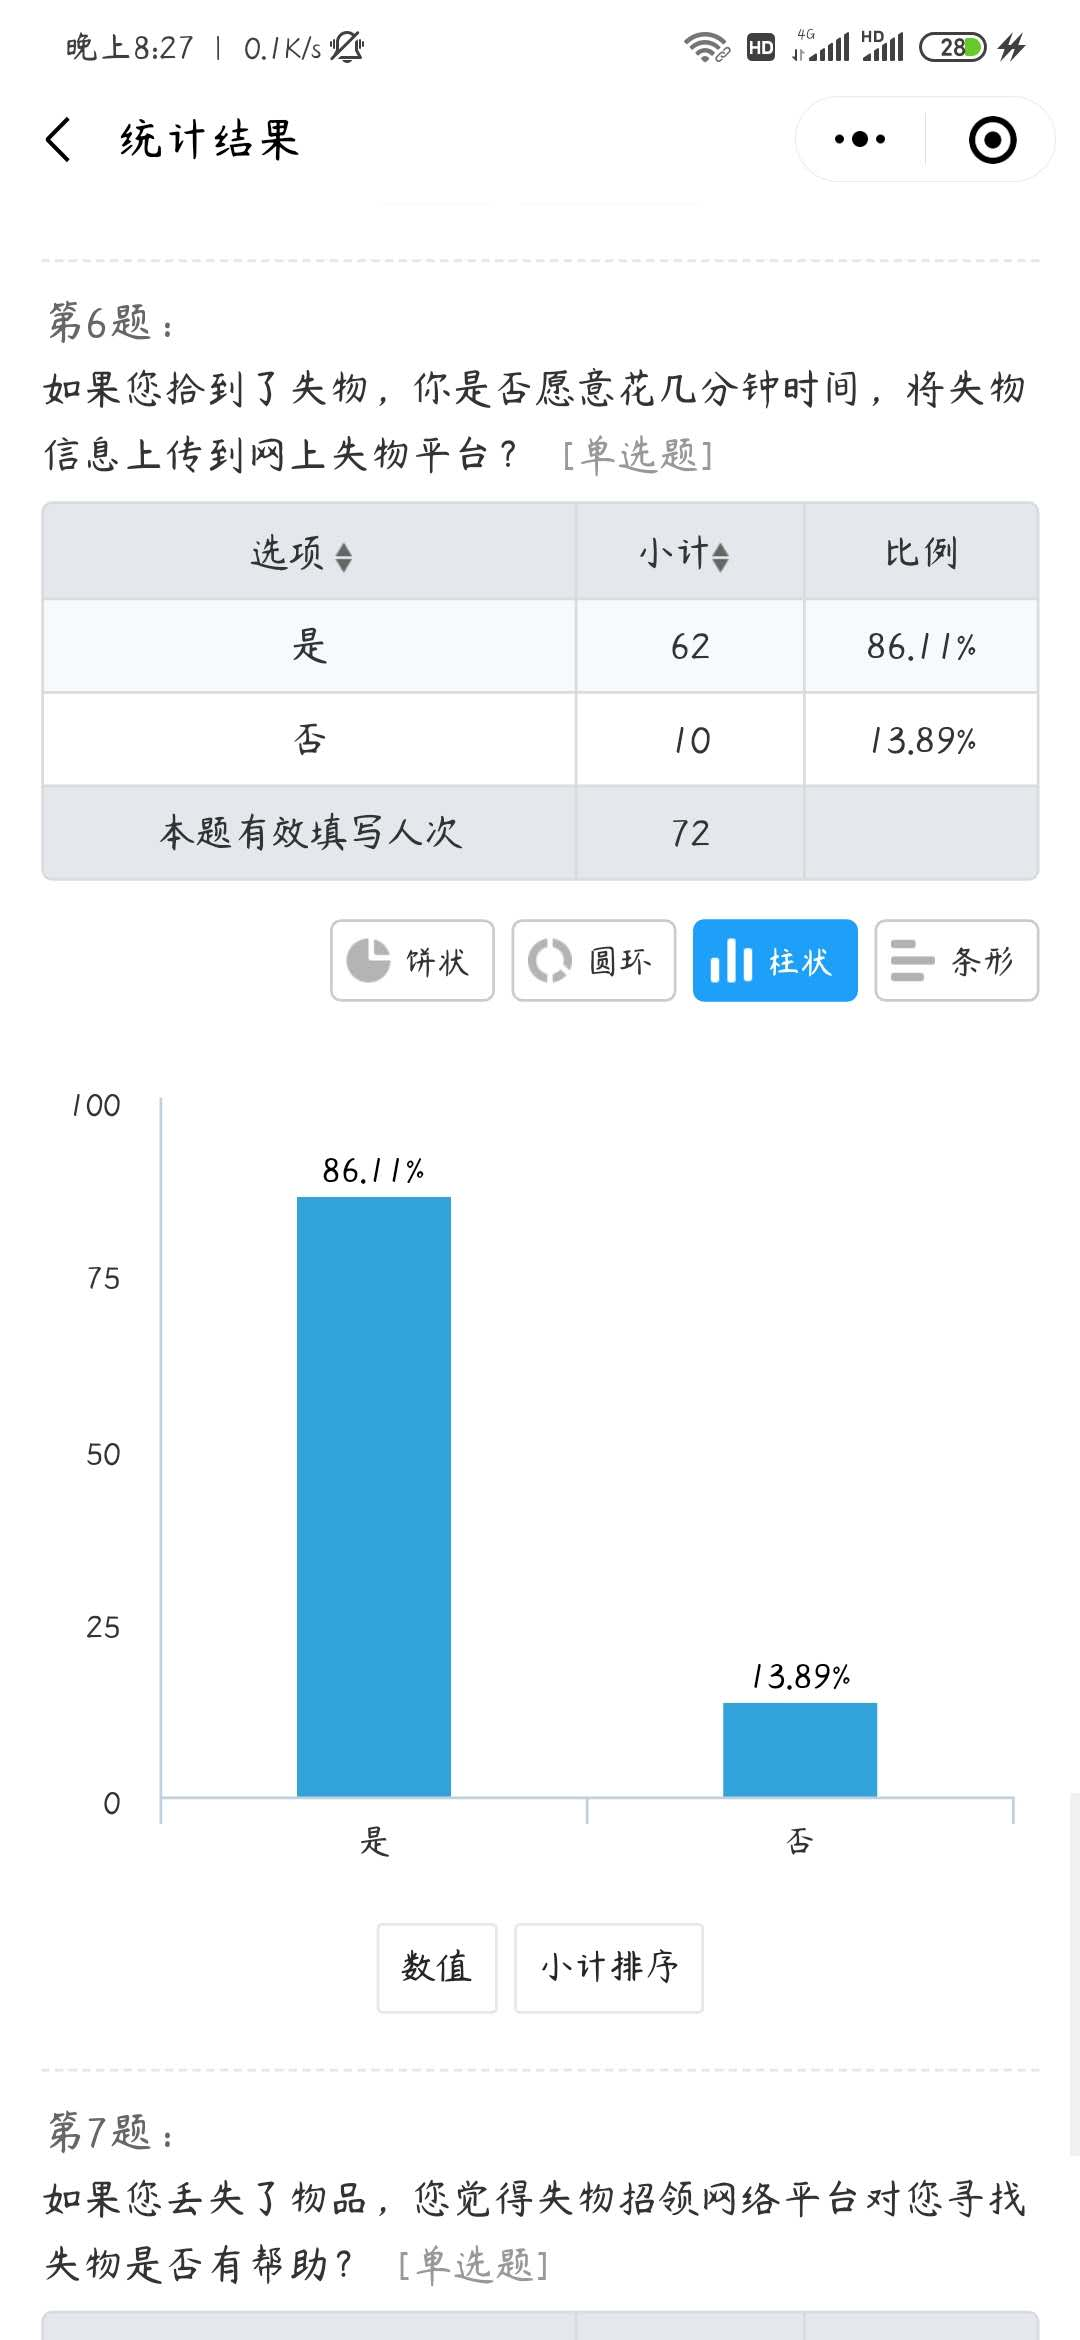 晚上8:27 | 0.1K/s HD 4G HD 28
统计结果
第6题：
如果您拾到了失物，你是否愿意花几分钟时间，将失物
信息上传到网上失物平台？ [单选题]
选项 小计 比例
是 62 86.11%
否 10 13.89%
本题有效填写人次 72
饼状 圆环 柱状 条形
100
86.11%
75
50
25
13.89%
0
是 否
数值 小计排序
第7题：
如果您丢失了物品，您觉得失物招领网络平台对您寻找
失物是否有帮助？ [单选题]